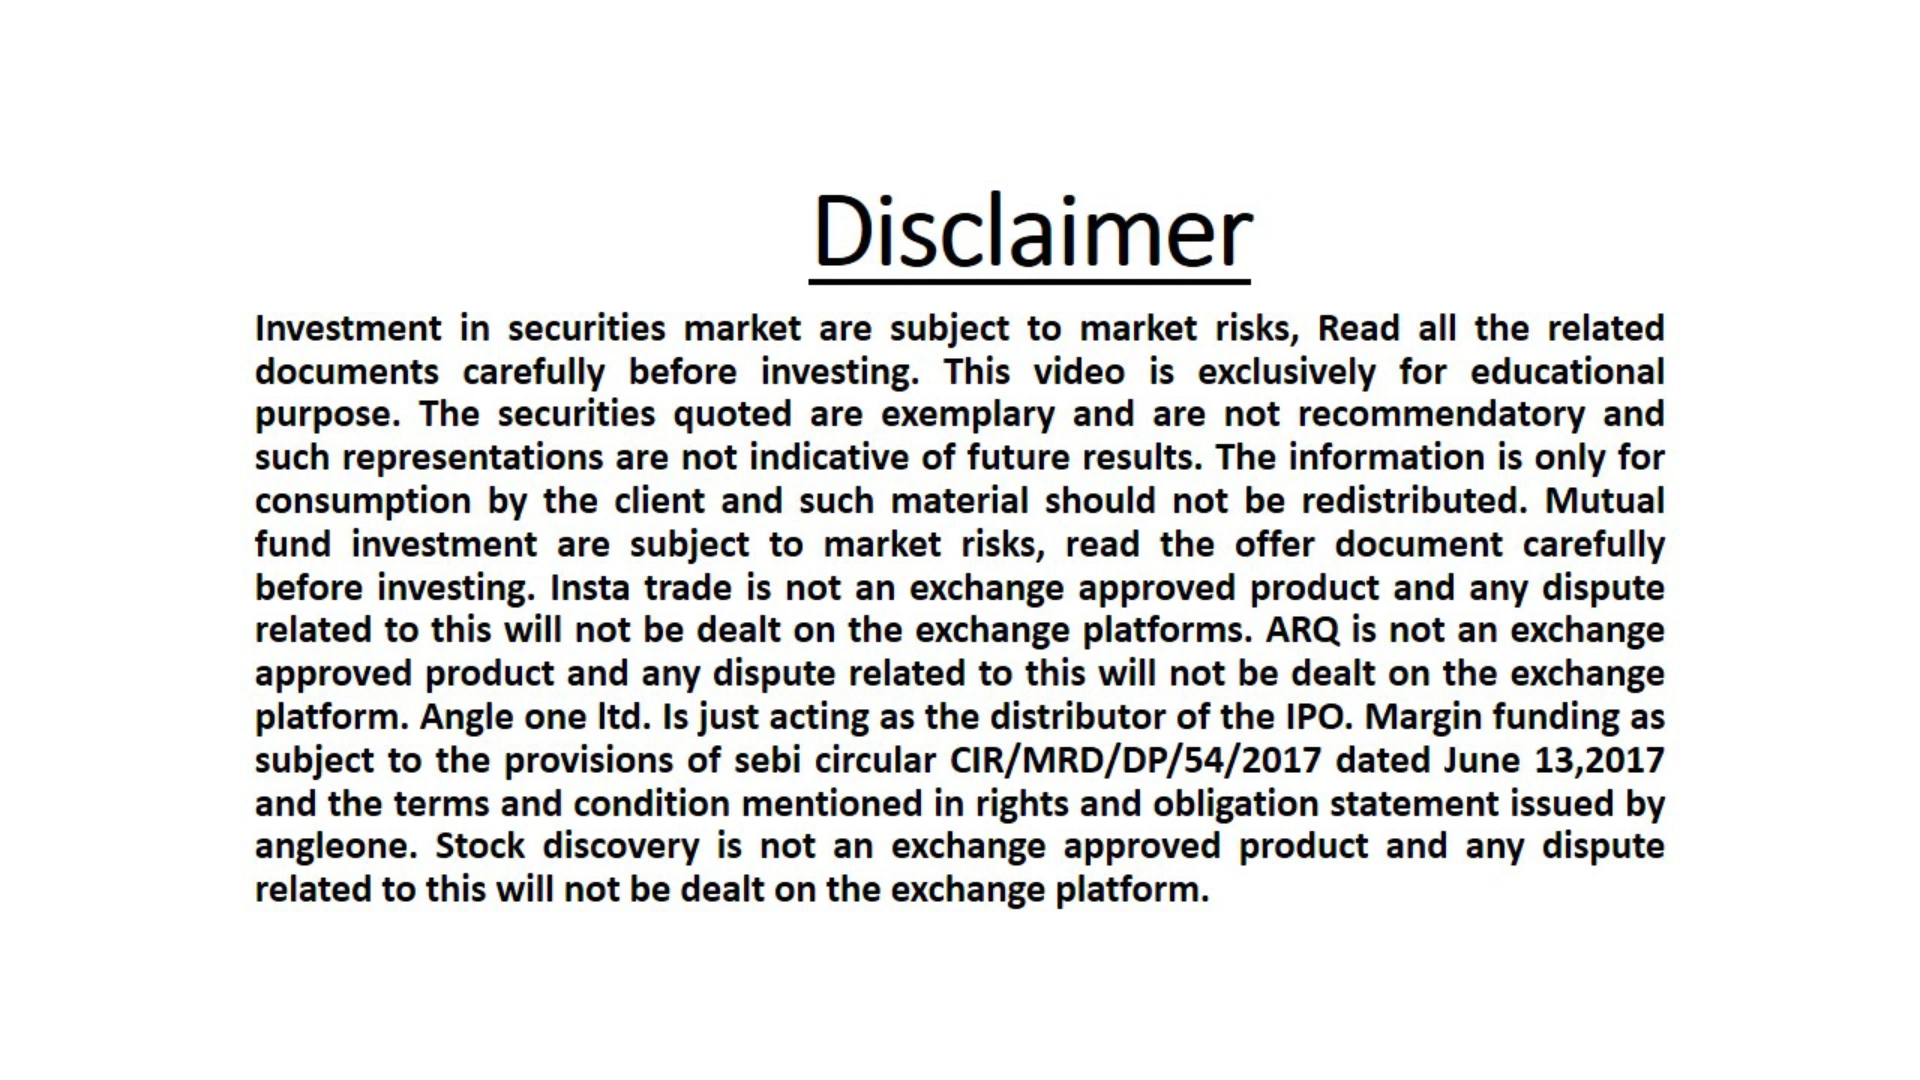 Disclaimer
Investment in securities market are subject to market risks, Read all the related
documents carefully before investing. This video is exclusively for educational
purpose. The securities quoted are exemplary and are not recommendatory and
such representations are not indicative of future results. The information is only for
consumption by the client and such material should not be redistributed. Mutual
fund investment are subject to market risks, read the offer document carefully
before investing. Insta trade is not an exchange approved product and any dispute
related to this will not be dealt on the exchange platforms. ARQ is not an exchange
approved product and any dispute related to this will not be dealt on the exchange
platform. Angle one ltd. Is just acting as the distributor of the IPO. Margin funding as
subject to the provisions of sebi circular CIR/MRD/DP/54/2017 dated June 13,2017
and the terms and condition mentioned in rights and obligation statement issued by
angleone. Stock discovery is not an exchange approved product and any dispute
related to this will not be dealt on the exchange platform.